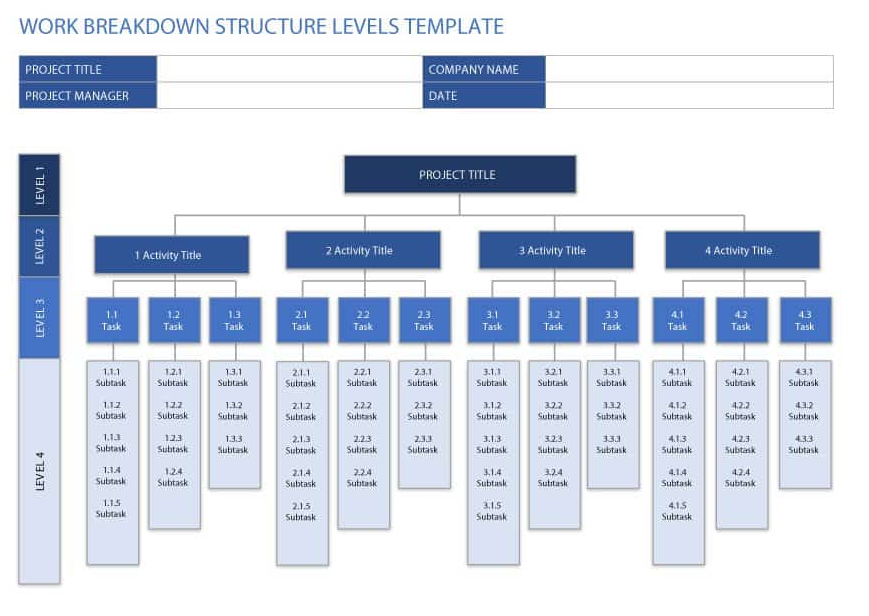 WORK BREAKDOWN STRUCTURE LEVELS TEMPLATE
PROJECT TITLE
COMPANY NAME
PROJECT MANAGER
DATE
LEVEL 1
PROJECT TITLE
LEVEL 2
1 Activity Title
2 Activity Title
3 Activity Title
4 Activity Title
LEVEL 3
1.1
Task
1.2
Task
1.3
Task
2.1
Task
2.2
Task
2.3
Task
3.1
Task
3.2
Task
3.3
Task
4.1
Task
4.2
Task
4.3
Task
LEVEL 4
1.1.1
Subtask
1.1.2
Subtask
1.1.3
Subtask
1.1.4
Subtask
1.1.5
Subtask
1.2.1
Subtask
1.2.2
Subtask
1.2.3
Subtask
1.2.4
Subtask
1.3.1
Subtask
1.3.2
Subtask
1.3.3
Subtask
2.1.1
Subtask
2.1.2
Subtask
2.1.3
Subtask
2.1.4
Subtask
2.1.5
Subtask
2.2.1
Subtask
2.2.2
Subtask
2.2.3
Subtask
2.2.4
Subtask
2.3.1
Subtask
2.3.2
Subtask
2.3.3
Subtask
3.1.1
Subtask
3.1.2
Subtask
3.1.3
Subtask
3.1.4
Subtask
3.1.5
Subtask
3.2.1
Subtask
3.2.2
Subtask
3.2.3
Subtask
3.2.4
Subtask
3.3.1
Subtask
3.3.2
Subtask
3.3.3
Subtask
4.1.1
Subtask
4.1.2
Subtask
4.1.3
Subtask
4.1.4
Subtask
4.1.5
Subtask
4.2.1
Subtask
4.2.2
Subtask
4.2.3
Subtask
4.2.4
Subtask
4.3.1
Subtask
4.3.2
Subtask
4.3.3
Subtask